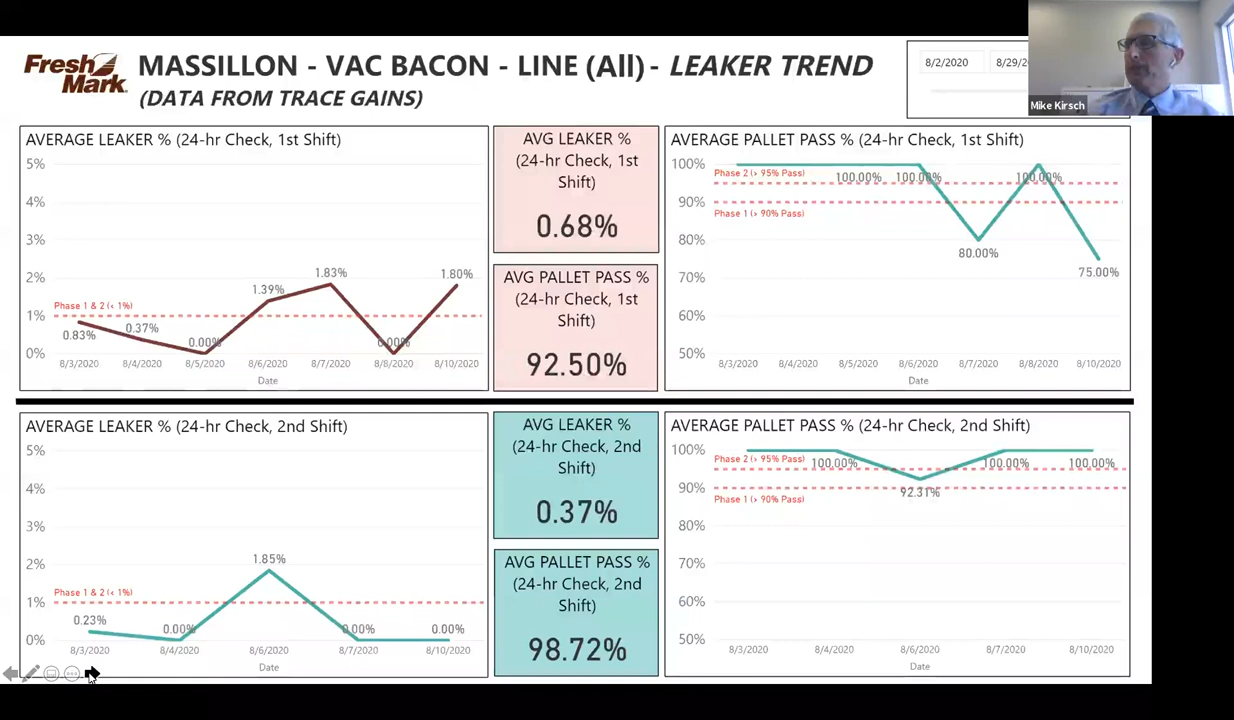 Fresh
Mark
MASSILLON - VAC BACON - LINE (All) - LEAKER TREND
(DATA FROM TRACE GAINS)
8/2/2020
8/29/20
Mike Kirsch
AVERAGE LEAKER % (24-hr Check, 1st Shift)
5%
4%
3%
2%
1%
0%
Phase 1 & 2 (< 1%)
0.83%
0.37%
0.00%
1.39%
1.83%
0.00%
1.80%
8/3/2020
8/4/2020
8/5/2020
8/6/2020
8/7/2020
8/8/2020
8/10/2020
Date
AVG LEAKER %
(24-hr Check, 1st
Shift)
0.68%
AVG PALLET PASS %
(24-hr Check, 1st
Shift)
92.50%
AVERAGE PALLET PASS % (24-hr Check, 1st Shift)
100%
90%
80%
70%
60%
50%
Phase 2 (> 95% Pass)
Phase 1 (> 90% Pass)
100.00%
100.00%
80.00%
100.00%
75.00%
8/3/2020
8/4/2020
8/5/2020
8/6/2020
8/7/2020
8/8/2020
8/10/2020
Date
AVERAGE LEAKER % (24-hr Check, 2nd Shift)
5%
4%
3%
2%
1%
0%
Phase 1 & 2 (< 1%)
0.23%
0.00%
1.85%
0.00%
0.00%
8/3/2020
8/4/2020
8/6/2020
8/7/2020
8/10/2020
Date
AVG LEAKER %
(24-hr Check, 2nd
Shift)
0.37%
AVG PALLET PASS %
(24-hr Check, 2nd
Shift)
98.72%
AVERAGE PALLET PASS % (24-hr Check, 2nd Shift)
100%
90%
80%
70%
60%
50%
Phase 2 (> 95% Pass)
Phase 1 (> 90% Pass)
100.00%
92.31%
100.00%
100.00%
8/3/2020
8/4/2020
8/6/2020
8/7/2020
8/10/2020
Date